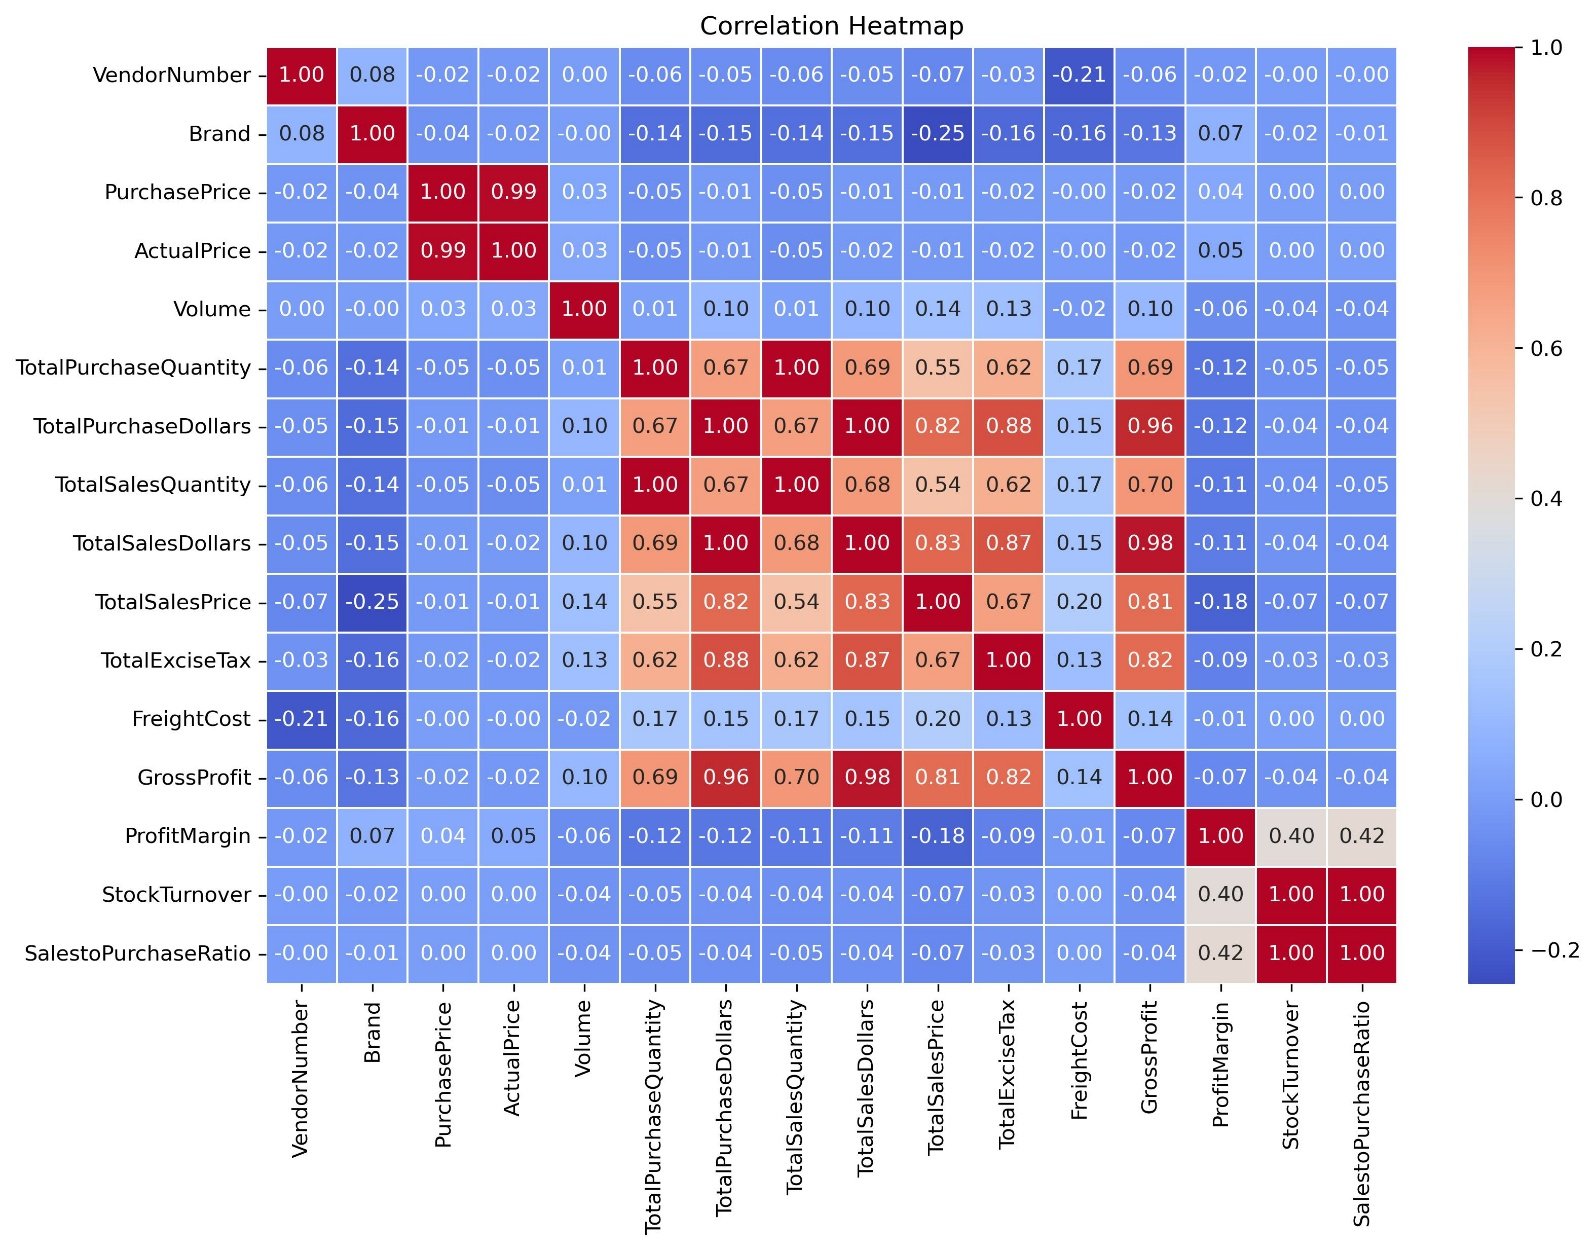 Correlation Heatmap
VendorNumber 1.00 0.08 -0.02 -0.02 0.00 -0.06 -0.05 -0.06 -0.05 -0.07 -0.03 -0.21 -0.06 -0.02 -0.00 -0.00
Brand 0.08 1.00 -0.04 -0.02 -0.00 -0.14 -0.15 -0.14 -0.15 -0.25 -0.16 -0.16 -0.13 0.07 -0.02 -0.01
PurchasePrice -0.02 -0.04 1.00 0.99 0.03 -0.05 -0.01 -0.05 -0.01 -0.01 -0.02 -0.00 -0.02 0.04 0.00 0.00
ActualPrice -0.02 -0.02 0.99 1.00 0.03 -0.05 -0.01 -0.05 -0.02 -0.01 -0.02 -0.00 -0.02 0.05 0.00 0.00
Volume 0.00 -0.00 0.03 0.03 1.00 0.01 0.10 0.01 0.10 0.14 0.13 -0.02 0.10 -0.06 -0.04 -0.04
TotalPurchaseQuantity -0.06 -0.14 -0.05 -0.05 0.01 1.00 0.67 1.00 0.69 0.55 0.62 0.17 0.69 -0.12 -0.05 -0.05
TotalPurchaseDollars -0.05 -0.15 -0.01 -0.01 0.10 0.67 1.00 0.67 1.00 0.82 0.88 0.15 0.96 -0.12 -0.04 -0.04
TotalSalesQuantity -0.06 -0.14 -0.05 -0.05 0.01 1.00 0.67 1.00 0.68 0.54 0.62 0.17 0.70 -0.11 -0.04 -0.05
TotalSalesDollars -0.05 -0.15 -0.01 -0.02 0.10 0.69 1.00 0.68 1.00 0.83 0.87 0.15 0.98 -0.11 -0.04 -0.04
TotalSalesPrice -0.07 -0.25 -0.01 -0.01 0.14 0.55 0.82 0.54 0.83 1.00 0.67 0.20 0.81 -0.18 -0.07 -0.07
TotalExciseTax -0.03 -0.16 -0.02 -0.02 0.13 0.62 0.88 0.62 0.87 0.67 1.00 0.13 0.82 -0.09 -0.03 -0.03
FreightCost -0.21 -0.16 -0.00 -0.00 -0.02 0.17 0.15 0.17 0.15 0.20 0.13 1.00 0.14 -0.01 0.00 0.00
GrossProfit -0.06 -0.13 -0.02 -0.02 0.10 0.69 0.96 0.70 0.98 0.81 0.82 0.14 1.00 -0.07 -0.04 -0.04
ProfitMargin -0.02 0.07 0.04 0.05 -0.06 -0.12 -0.12 -0.11 -0.11 -0.18 -0.09 -0.01 -0.07 1.00 0.40 0.42
StockTurnover -0.00 -0.02 0.00 0.00 -0.04 -0.05 -0.04 -0.04 -0.04 -0.07 -0.03 0.00 -0.04 0.40 1.00 1.00
SalestoPurchaseRatio -0.00 -0.01 0.00 0.00 -0.04 -0.05 -0.04 -0.05 -0.04 -0.07 -0.03 0.00 -0.04 0.42 1.00 1.00
VendorNumber
Brand
PurchasePrice
ActualPrice
Volume
TotalPurchaseQuantity
TotalPurchaseDollars
TotalSalesQuantity
TotalSalesDollars
TotalSalesPrice
TotalExciseTax
FreightCost
GrossProfit
ProfitMargin
StockTurnover
SalestoPurchaseRatio
1.0
0.8
0.6
0.4
0.2
0.0
−0.2